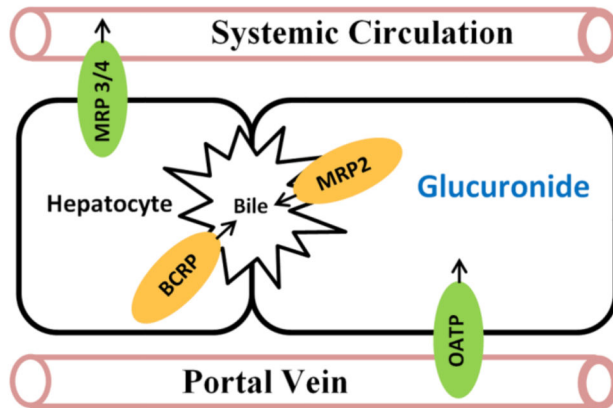 Systemic Circulation
MRP 3/4
MRP2
Glucuronide
Hepatocyte
Bile
BCRP
OATP
Portal Vein